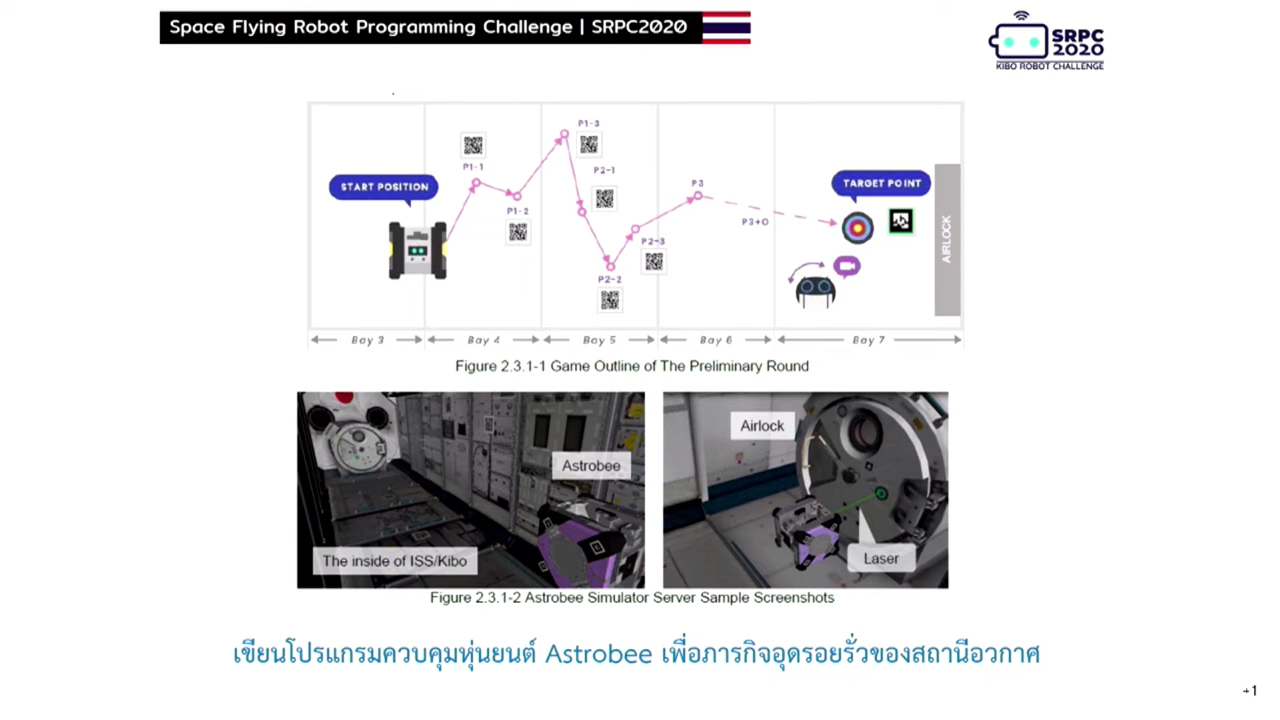 Space Flying Robot Programming Challenge | SRPC2020
SRPC
2020
KIBO ROBOT CHALLENGE
START POSITION
P1-1
P1-2
P1-3
P2-1
P2-2
P2-3
P3
P3+O
TARGET POINT
AIRLOCK
Bay 3
Bay 4
Bay 5
Bay 6
Bay 7
Figure 2.3.1-1 Game Outline of The Preliminary Round
Astrobee
The inside of ISS/Kibo
Airlock
Laser
Figure 2.3.1-2 Astrobee Simulator Server Sample Screenshots
เขียนโปรแกรมควบคุมหุ่นยนต์ Astrobee เพื่อภารกิจอุดรอยรั่วของสถานีอวกาศ
+1